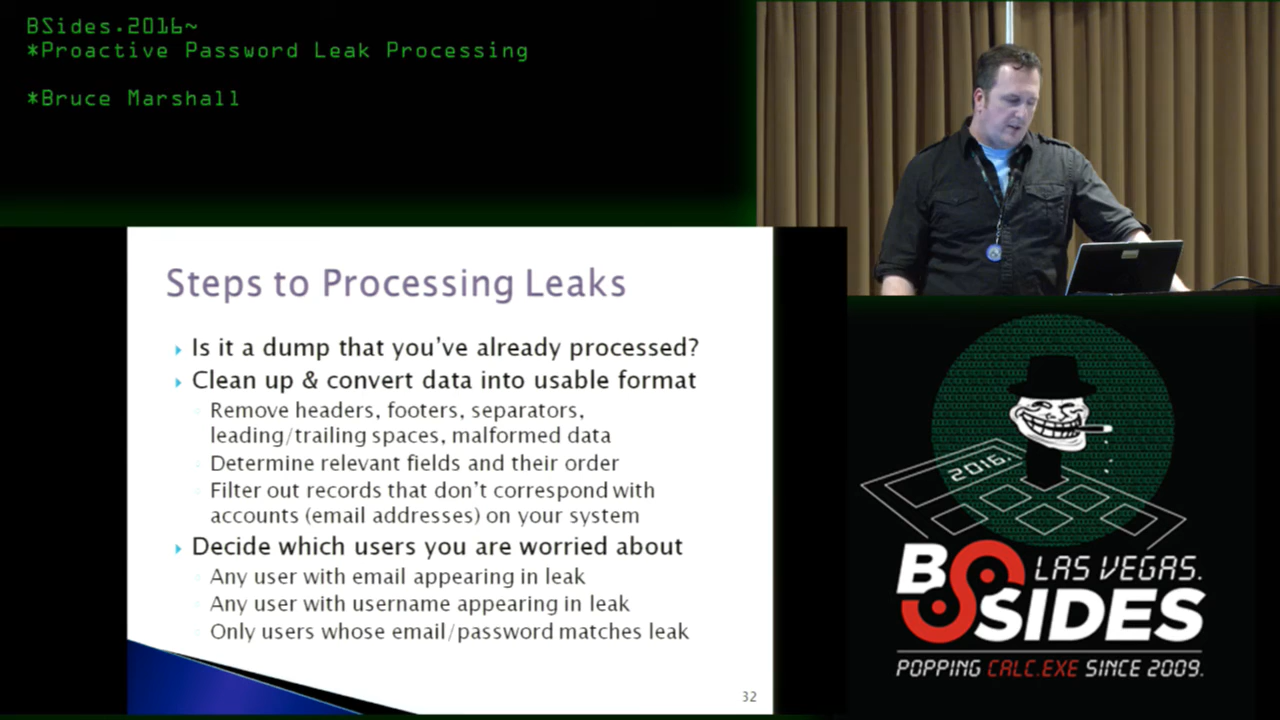 BSides.2016~
*Proactive Password Leak Processing
*Bruce Marshall
Steps to Processing Leaks
Is it a dump that you've already processed?
Clean up & convert data into usable format
Remove headers, footers, separators,
leading/trailing spaces, malformed data
Determine relevant fields and their order
Filter out records that don't correspond with
accounts (email addresses) on your system
Decide which users you are worried about
Any user with email appearing in leak
Any user with username appearing in leak
Only users whose email/password matches leak
32
2016.
BSIDES
LAS VEGAS.
POPPING CALC.EXE SINCE 2009.